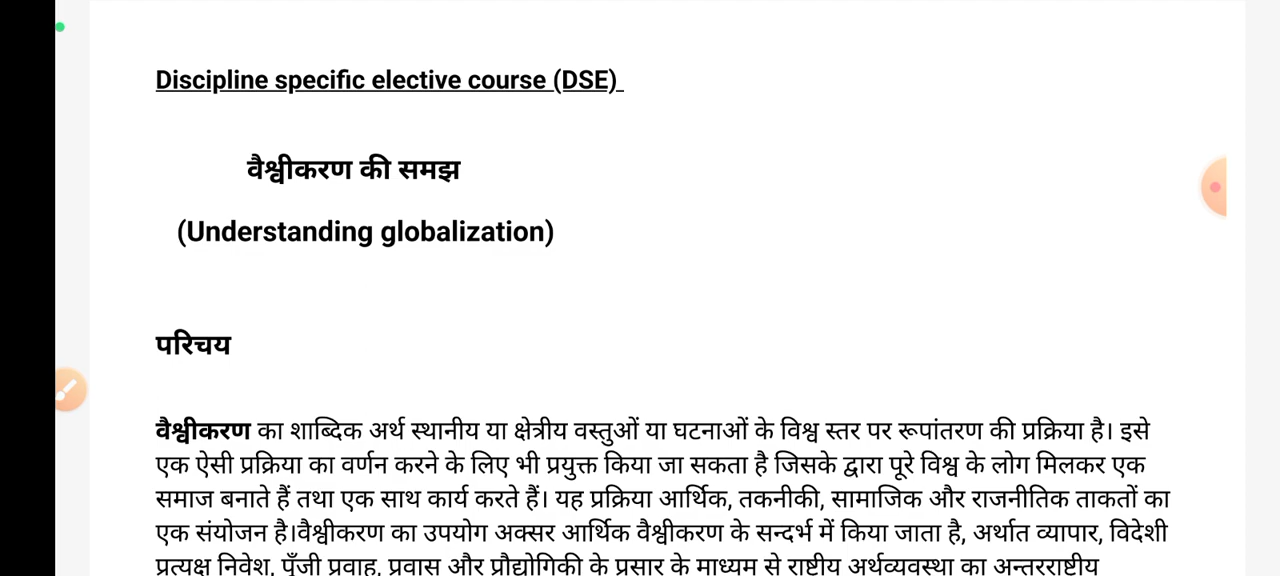 Discipline specific elective course (DSE)
वैश्वीकरण की समझ
(Understanding globalization)
परिचय
वैश्वीकरण का शाब्दिक अर्थ स्थानीय या क्षेत्रीय वस्तुओं या घटनाओं के विश्व स्तर पर रूपांतरण की प्रक्रिया है। इसे
एक ऐसी प्रक्रिया का वर्णन करने के लिए भी प्रयुक्त किया जा सकता है जिसके द्वारा पूरे विश्व के लोग मिलकर एक
समाज बनाते हैं तथा एक साथ कार्य करते हैं। यह प्रक्रिया आर्थिक, तकनीकी, सामाजिक और राजनीतिक ताकतों का
एक संयोजन है।वैश्वीकरण का उपयोग अक्सर आर्थिक वैश्वीकरण के सन्दर्भ में किया जाता है, अर्थात व्यापार, विदेशी
प्रत्यक्ष निवेश, पूँजी प्रवाह, प्रवास और प्रौद्योगिकी के प्रसार के माध्यम से राष्ट्रीय अर्थव्यवस्था का अन्तरराष्ट्रीय